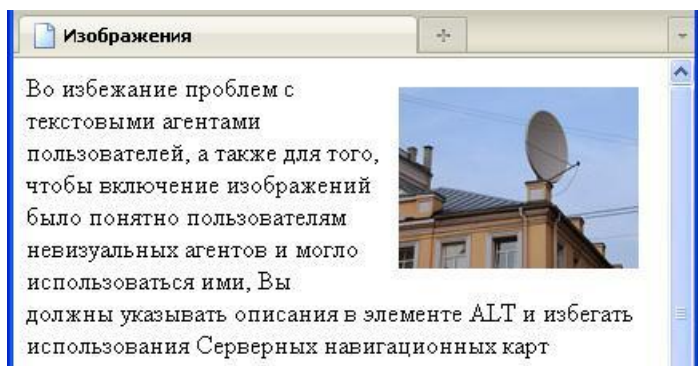 Изображения
Во избежание проблем с
текстовыми агентами
пользователей, а также для того,
чтобы включение изображений
было понятно пользователям
невизуальных агентов и могло
использоваться ими, Вы
должны указывать описания в элементе ALT и избегать
использования Серверных навигационных карт